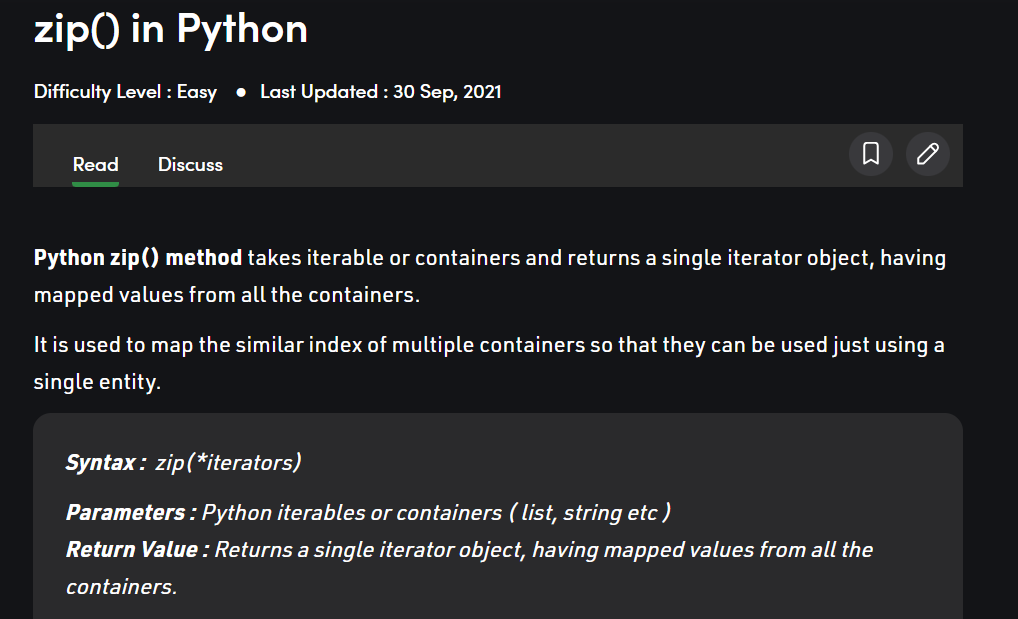 zip() in Python
Difficulty Level : Easy ● Last Updated : 30 Sep, 2021
Read Discuss
Python zip() method takes iterable or containers and returns a single iterator object, having
mapped values from all the containers.
It is used to map the similar index of multiple containers so that they can be used just using a
single entity.
Syntax : zip(*iterators)
Parameters : Python iterables or containers ( list, string etc )
Return Value : Returns a single iterator object, having mapped values from all the
containers.